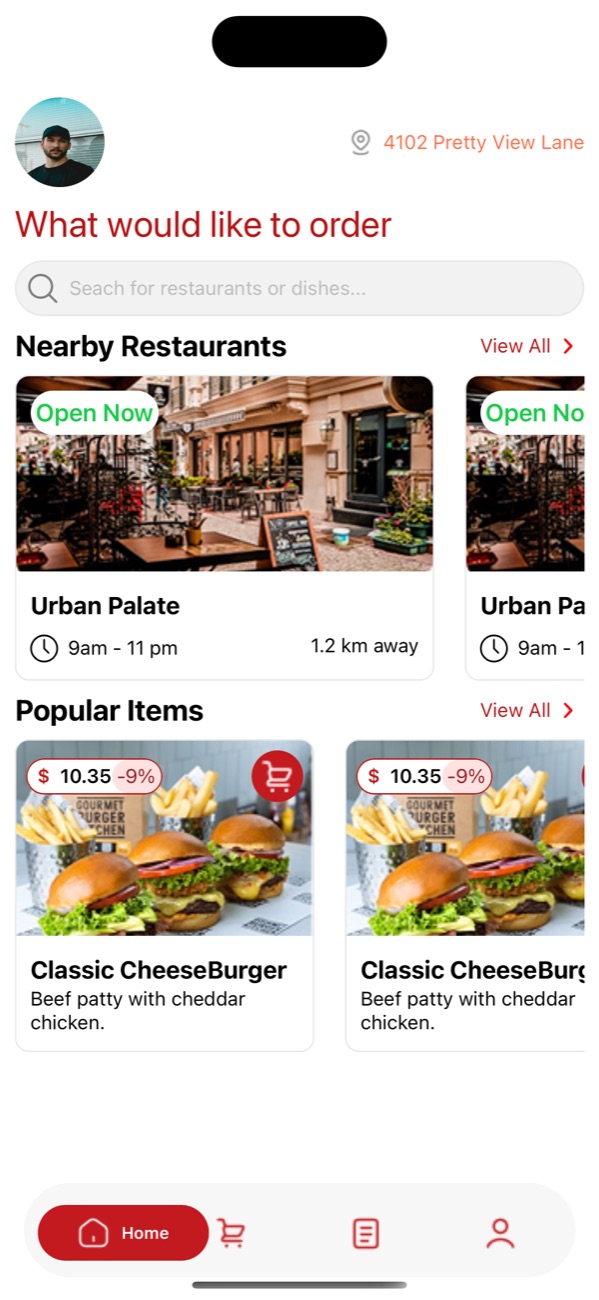 4102 Pretty View Lane
What would like to order
Seach for restaurants or dishes...
Nearby Restaurants
View All
Open Now
Open No
Urban Palate
Urban Pa
9am - 11 pm
1.2 km away
9am - 1
Popular Items
View All
$ 10.35 -9%
$ 10.35 -9%
GOURMET
BURGER
KITCHEN
GOURMET
BURGER
KITCHEN
Classic CheeseBurger
Classic CheeseBurg
Beef patty with cheddar
chicken.
Beef patty with cheddar
chicken.
Home